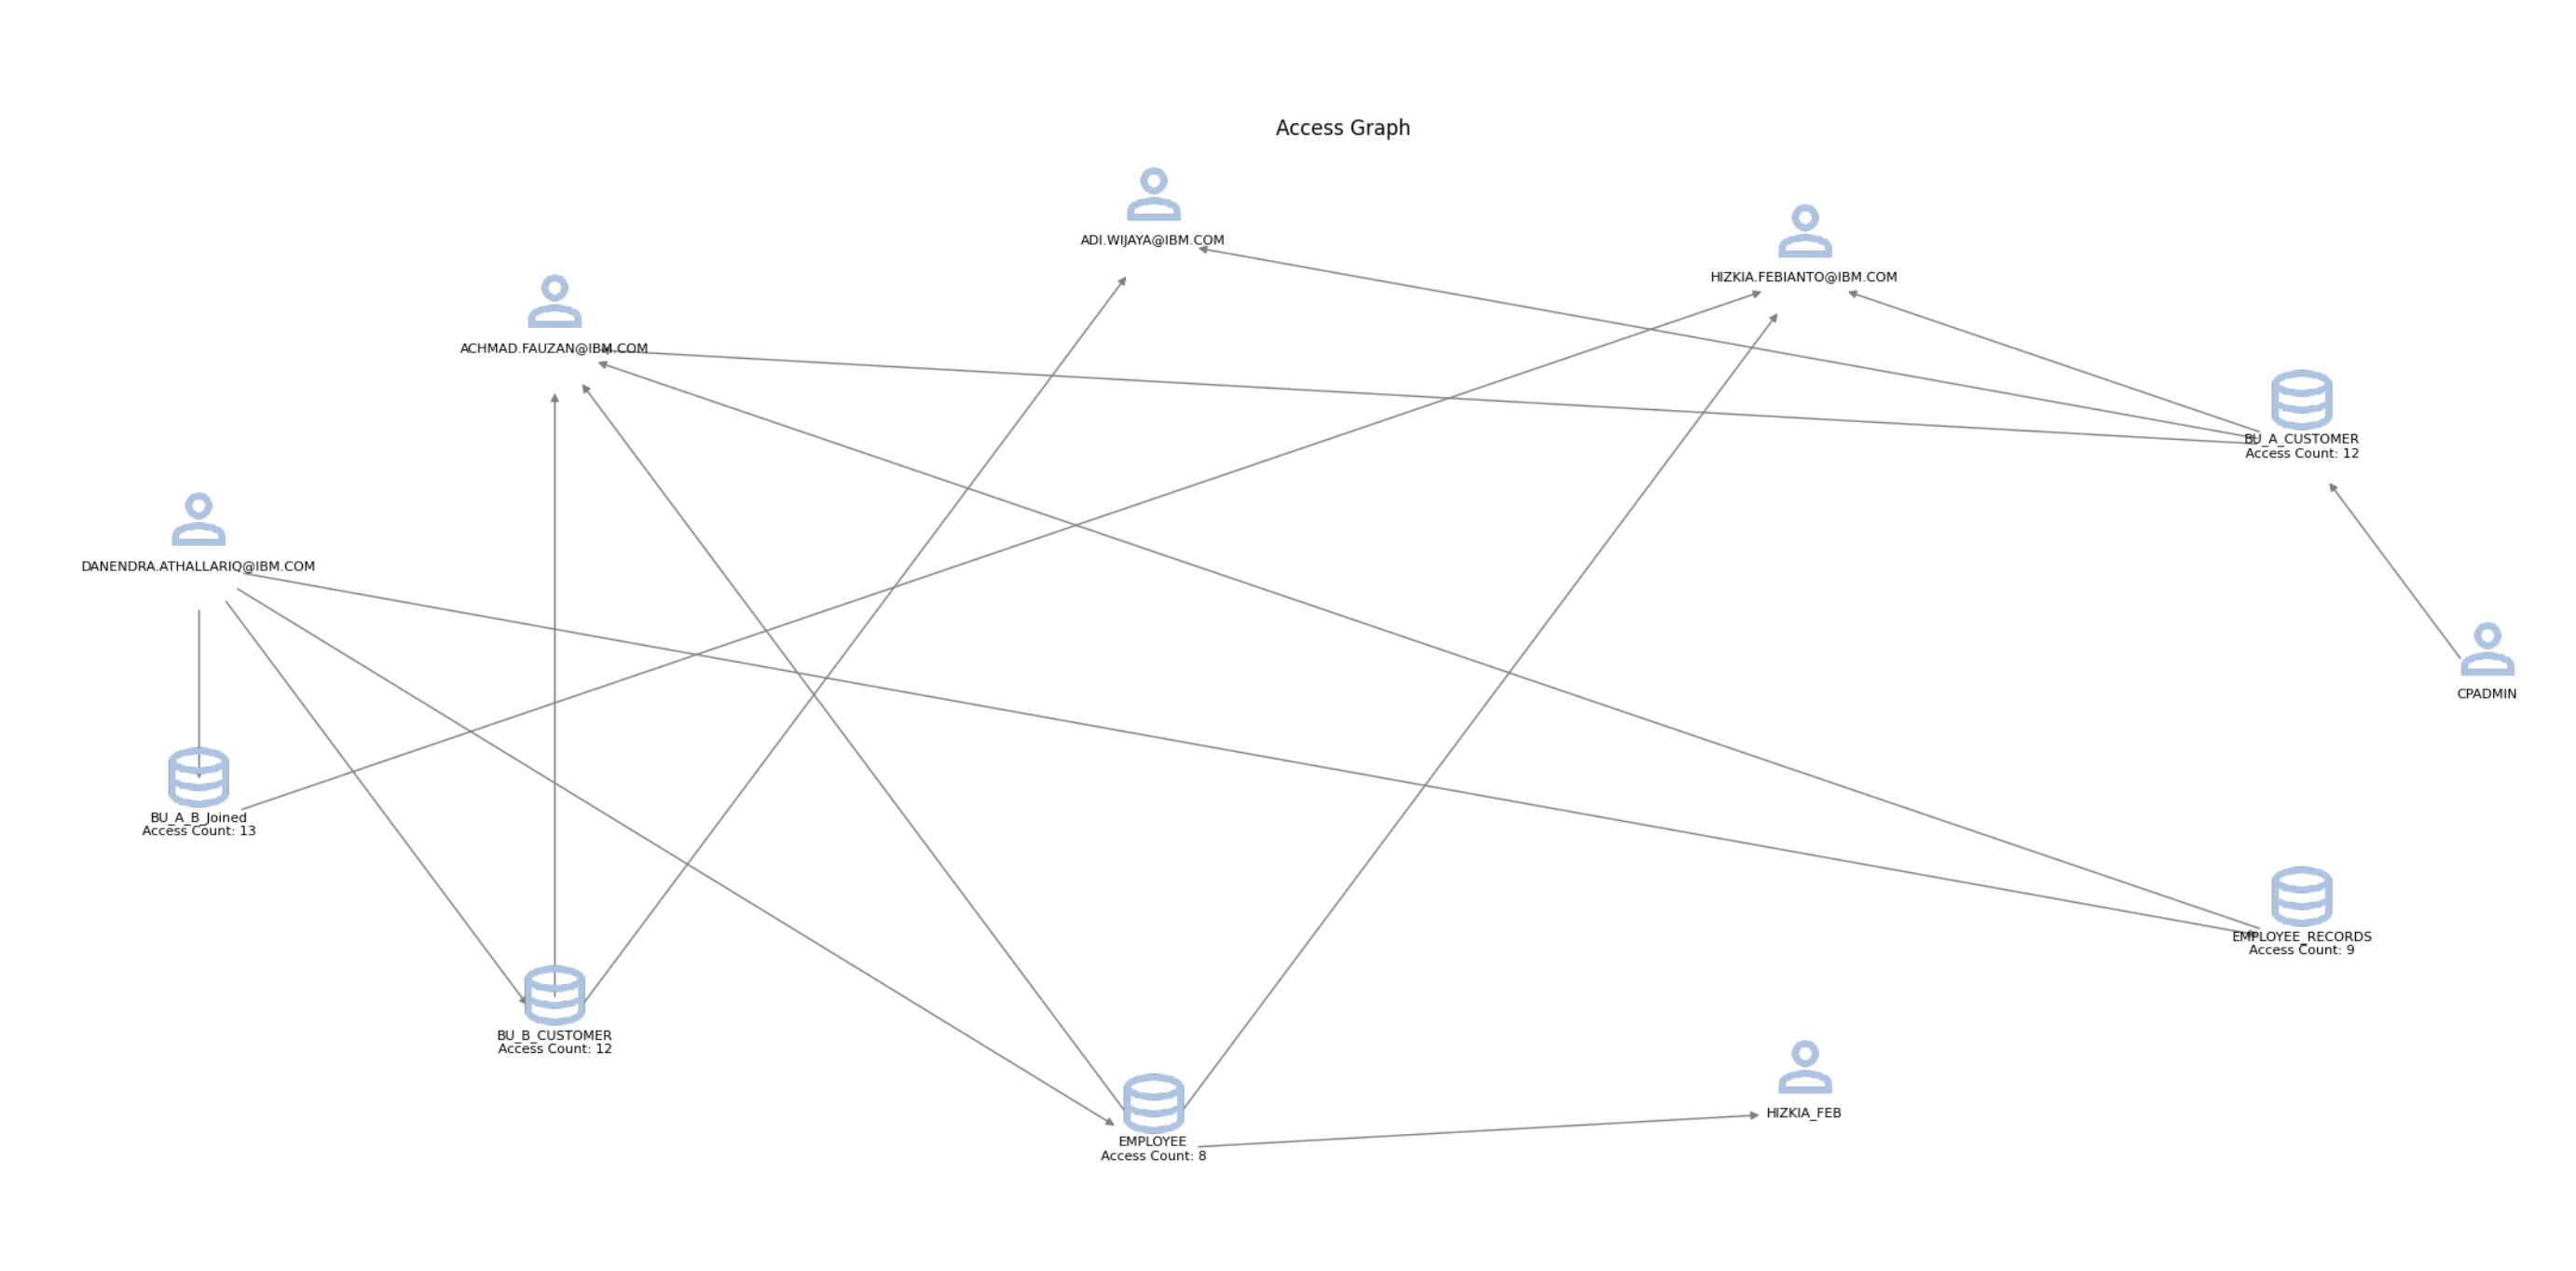 Access Graph
ADI.WIJAYA@IBM.COM
HIZKIA.FEBIANTO@IBM.COM
ACHMAD.FAUZAN@IBM.COM
BU_A_CUSTOMER
Access Count: 12
DANENDRA.ATHALLARIQ@IBM.COM
CPADMIN
BU_A_B_Joined
Access Count: 13
EMPLOYEE_RECORDS
Access Count: 9
BU_B_CUSTOMER
Access Count: 12
HIZKIA_FEB
EMPLOYEE
Access Count: 8